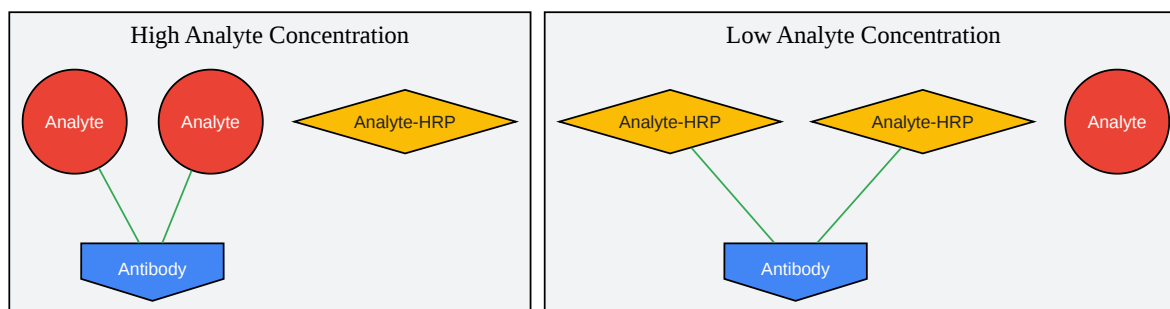 High Analyte Concentration
Analyte
Analyte
Analyte-HRP
Antibody
Low Analyte Concentration
Analyte-HRP
Analyte-HRP
Analyte
Antibody